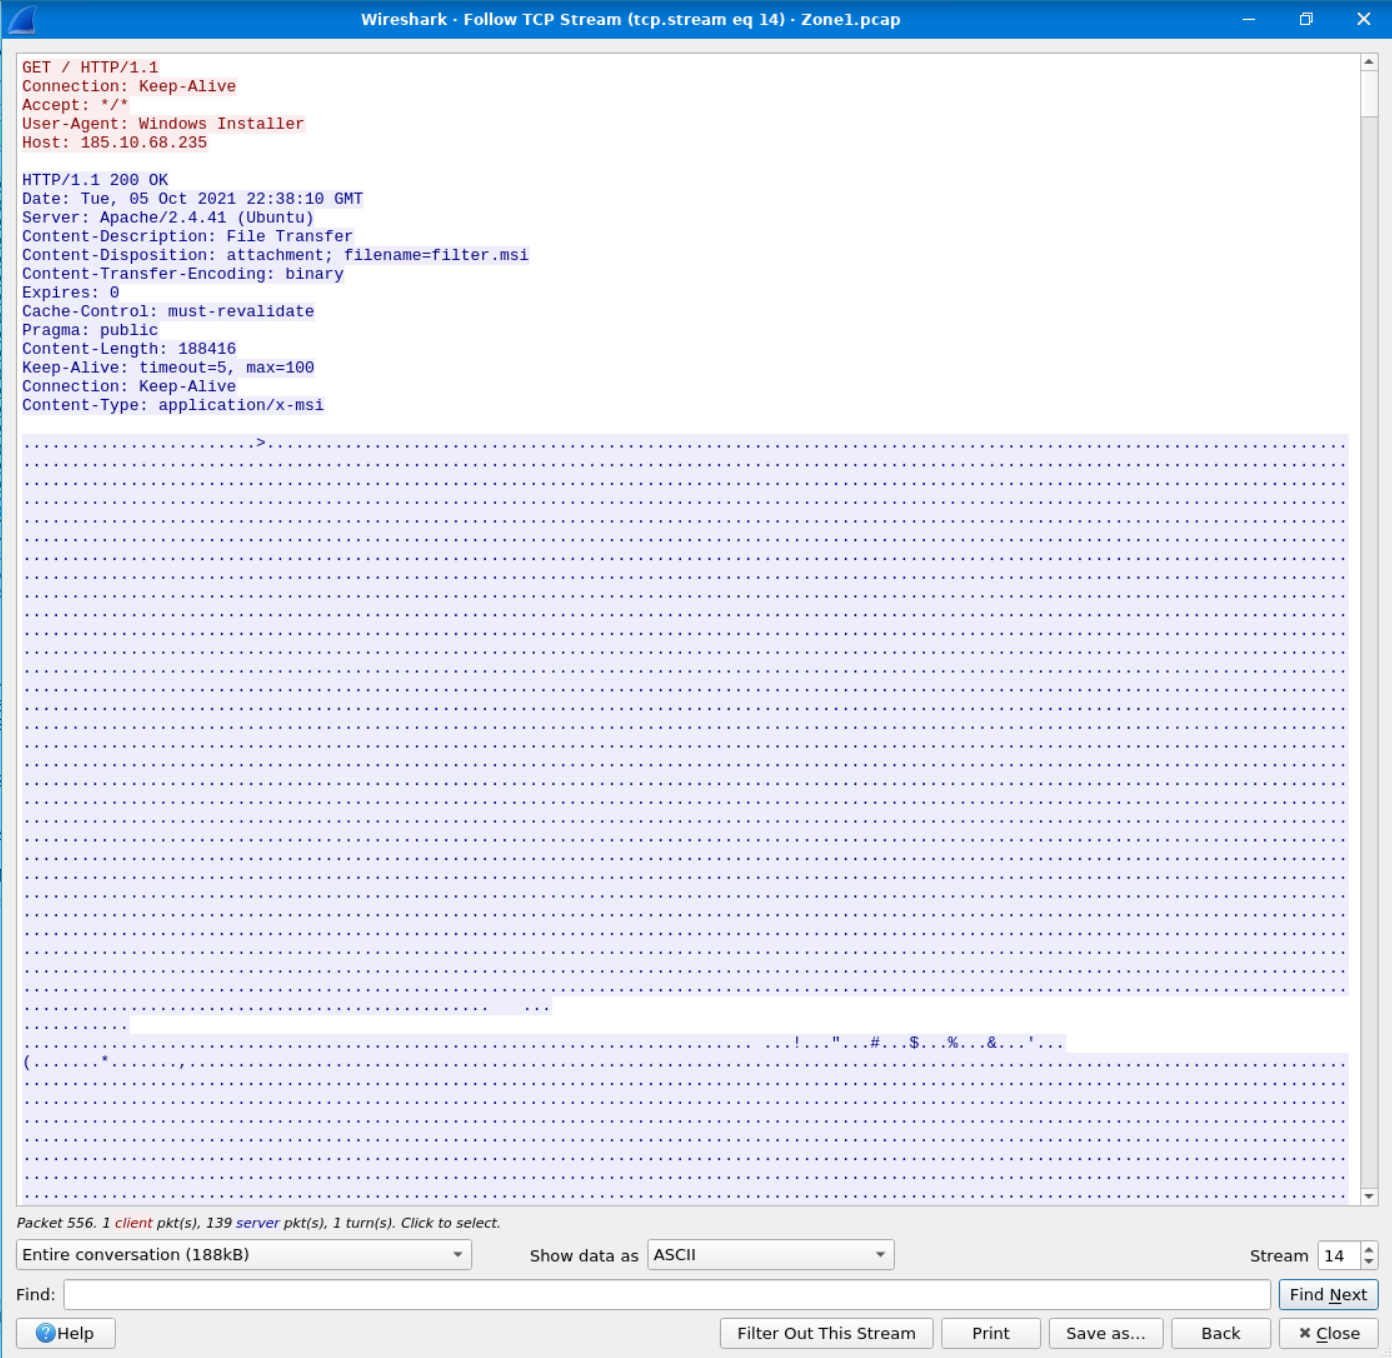 Wireshark · Follow TCP Stream (tcp.stream eq 14) · Zone1.pcap
GET / HTTP/1.1
Connection: Keep-Alive
Accept: */*
User-Agent: Windows Installer
Host: 185.10.68.235
HTTP/1.1 200 OK
Date: Tue, 05 Oct 2021 22:38:10 GMT
Server: Apache/2.4.41 (Ubuntu)
Content-Description: File Transfer
Content-Disposition: attachment; filename=filter.msi
Content-Transfer-Encoding: binary
Expires: 0
Cache-Control: must-revalidate
Pragma: public
Content-Length: 188416
Keep-Alive: timeout=5, max=100
Connection: Keep-Alive
Content-Type: application/x-msi
>
...!..."...#...$...%...&...'...
(.......*.......,
Packet 556. 1 client pkt(s), 139 server pkt(s), 1 turn(s). Click to select.
Entire conversation (188kB) Show data as ASCII Stream 14
Find: Find Next
?Help Filter Out This Stream Print Save as... Back ✖ Close